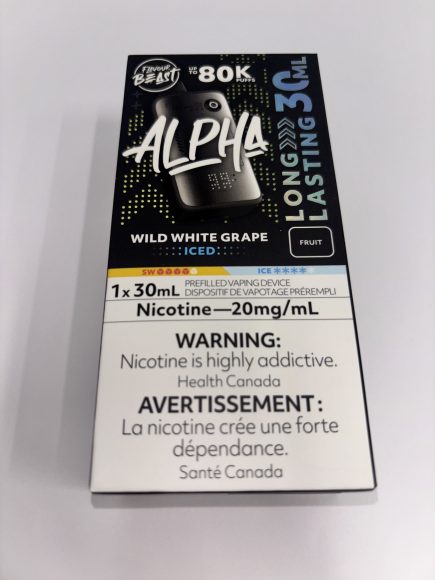 FLAVOUR
BEAST
UP TO 80K PUFFS
ALPHA
LONG LASTING 30ML
WILD WHITE GRAPE
ICED
FRUIT
SW
ICE
1 x 30mL PREFILLED VAPING DEVICE
DISPOSITIF DE VAPOTAGE PRÉREMPLI
Nicotine—20mg/mL
WARNING:
Nicotine is highly addictive.
Health Canada
AVERTISSEMENT:
La nicotine crée une forte
dépendance.
Santé Canada